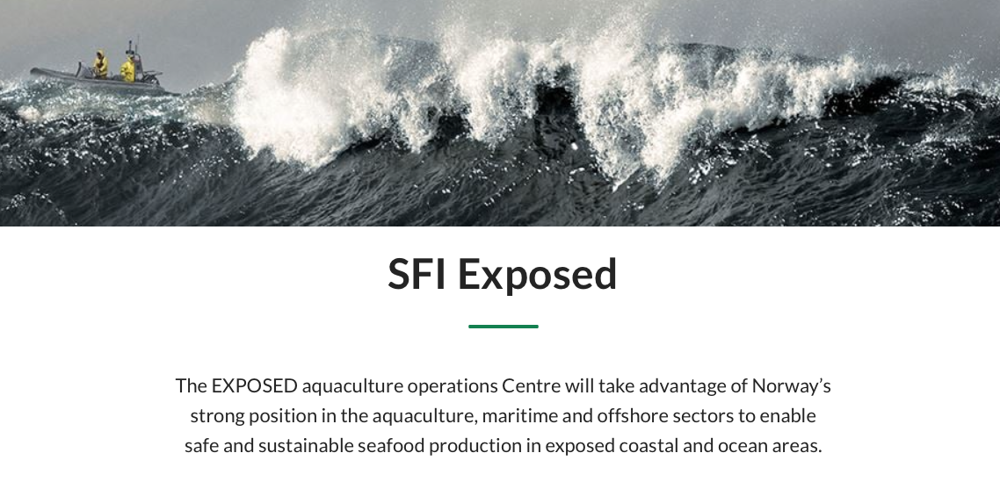 SFI Exposed
The EXPOSED aquaculture operations Centre will take advantage of Norway’s
strong position in the aquaculture, maritime and offshore sectors to enable
safe and sustainable seafood production in exposed coastal and ocean areas.